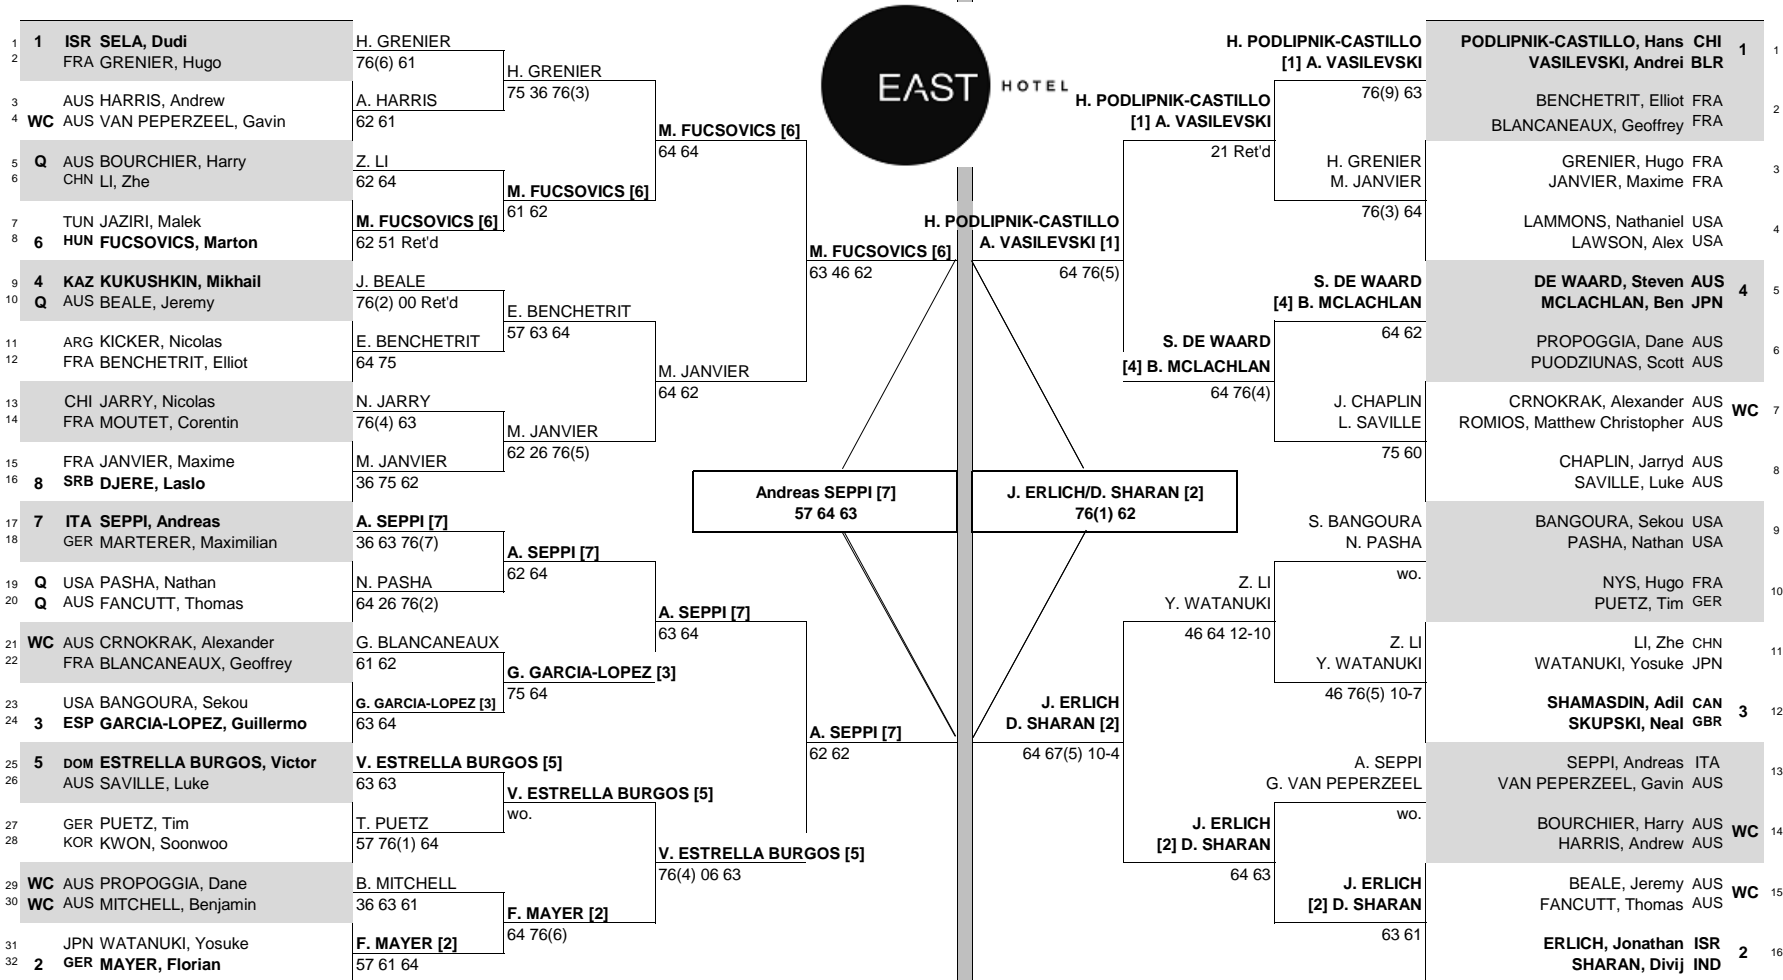 EAST HOTEL
1 1 ISR SELA, Dudi
2 FRA GRENIER, Hugo
3 AUS HARRIS, Andrew
4 WC AUS VAN PEPERZEEL, Gavin
5 Q AUS BOURCHIER, Harry
6 CHN LI, Zhe
7 TUN JAZIRI, Malek
8 6 HUN FUCSOVICS, Marton
9 4 KAZ KUKUSHKIN, Mikhail
10 Q AUS BEALE, Jeremy
11 ARG KICKER, Nicolas
12 FRA BENCHETRIT, Elliot
13 CHI JARRY, Nicolas
14 FRA MOUTET, Corentin
15 FRA JANVIER, Maxime
16 8 SRB DJERE, Laslo
17 7 ITA SEPPI, Andreas
18 GER MARTERER, Maximilian
19 Q USA PASHA, Nathan
20 Q AUS FANCUTT, Thomas
21 WC AUS CRNOKRAK, Alexander
22 FRA BLANCANEAUX, Geoffrey
23 USA BANGOURA, Sekou
24 3 ESP GARCIA-LOPEZ, Guillermo
25 5 DOM ESTRELLA BURGOS, Victor
26 AUS SAVILLE, Luke
27 GER PUETZ, Tim
28 KOR KWON, Soonwoo
29 WC AUS PROPOGGIA, Dane
30 WC AUS MITCHELL, Benjamin
31 JPN WATANUKI, Yosuke
32 2 GER MAYER, Florian
H. GRENIER
76(6) 61
A. HARRIS
62 61
Z. LI
62 64
M. FUCSOVICS [6]
62 51 Ret'd
J. BEALE
76(2) 00 Ret'd
E. BENCHETRIT
64 75
N. JARRY
76(4) 63
M. JANVIER
36 75 62
A. SEPPI [7]
36 63 76(7)
N. PASHA
64 26 76(2)
G. BLANCANEAUX
61 62
G. GARCIA-LOPEZ [3]
63 64
V. ESTRELLA BURGOS [5]
63 63
T. PUETZ
57 76(1) 64
B. MITCHELL
36 63 61
F. MAYER [2]
57 61 64
H. GRENIER
75 36 76(3)
M. FUCSOVICS [6]
61 62
E. BENCHETRIT
57 63 64
M. JANVIER
62 26 76(5)
A. SEPPI [7]
62 64
G. GARCIA-LOPEZ [3]
75 64
V. ESTRELLA BURGOS [5]
wo.
F. MAYER [2]
64 76(6)
M. FUCSOVICS [6]
64 64
M. JANVIER
64 62
A. SEPPI [7]
63 64
V. ESTRELLA BURGOS [5]
76(4) 06 63
M. FUCSOVICS [6]
63 46 62
A. SEPPI [7]
62 62
Andreas SEPPI [7]
57 64 63
J. ERLICH/D. SHARAN [2]
76(1) 62
H. PODLIPNIK-CASTILLO
A. VASILEVSKI [1]
64 76(5)
J. ERLICH
D. SHARAN [2]
64 67(5) 10-4
H. PODLIPNIK-CASTILLO
[1] A. VASILEVSKI
21 Ret'd
S. DE WAARD
[4] B. MCLACHLAN
64 76(4)
Z. LI
Y. WATANUKI
46 64 12-10
J. ERLICH
[2] D. SHARAN
64 63
H. PODLIPNIK-CASTILLO
[1] A. VASILEVSKI
76(9) 63
H. GRENIER
M. JANVIER
76(3) 64
S. DE WAARD
[4] B. MCLACHLAN
64 62
J. CHAPLIN
L. SAVILLE
75 60
S. BANGOURA
N. PASHA
wo.
Z. LI
Y. WATANUKI
46 76(5) 10-7
A. SEPPI
G. VAN PEPERZEEL
wo.
J. ERLICH
[2] D. SHARAN
63 61
PODLIPNIK-CASTILLO, Hans CHI
VASILEVSKI, Andrei BLR 1 1
BENCHETRIT, Elliot FRA
BLANCANEAUX, Geoffrey FRA 2
GRENIER, Hugo FRA
JANVIER, Maxime FRA 3
LAMMONS, Nathaniel USA
LAWSON, Alex USA 4
DE WAARD, Steven AUS
MCLACHLAN, Ben JPN 4 5
PROPOGGIA, Dane AUS
PUODZIUNAS, Scott AUS 6
CRNOKRAK, Alexander AUS
ROMIOS, Matthew Christopher AUS WC 7
CHAPLIN, Jarryd AUS
SAVILLE, Luke AUS 8
BANGOURA, Sekou USA
PASHA, Nathan USA 9
NYS, Hugo FRA
PUETZ, Tim GER 10
LI, Zhe CHN
WATANUKI, Yosuke JPN 11
SHAMASDIN, Adil CAN
SKUPSKI, Neal GBR 3 12
SEPPI, Andreas ITA
VAN PEPERZEEL, Gavin AUS 13
BOURCHIER, Harry AUS
HARRIS, Andrew AUS WC 14
BEALE, Jeremy AUS
FANCUTT, Thomas AUS WC 15
ERLICH, Jonathan ISR
SHARAN, Divij IND 2 16